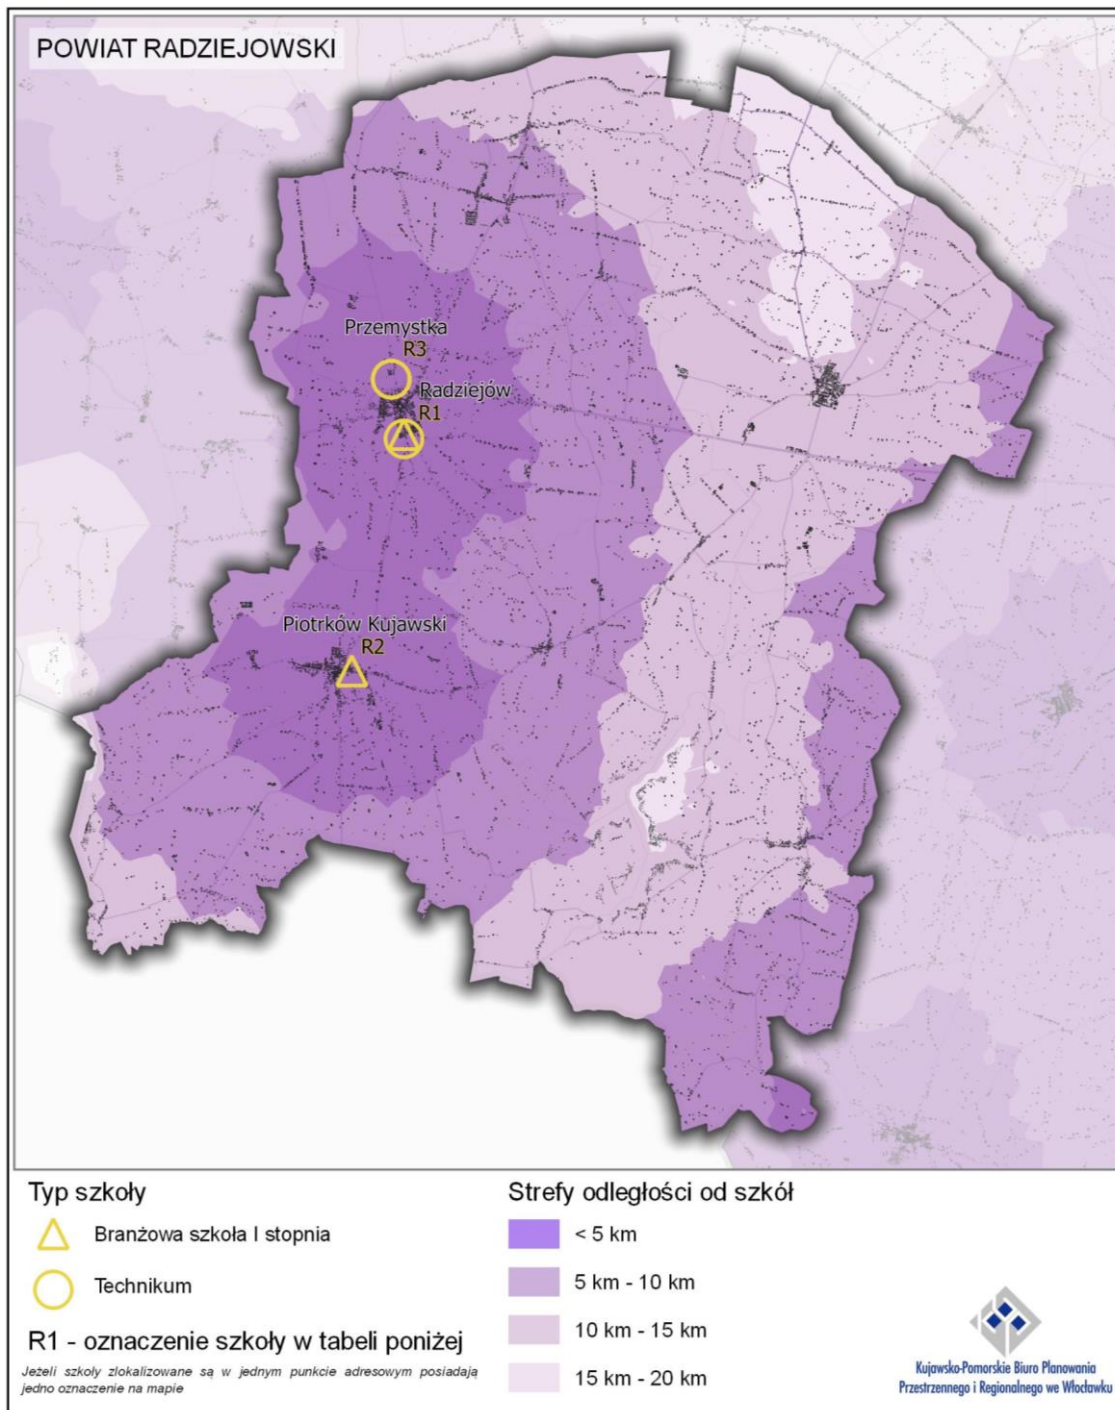 POWIAT RADZIEJOWSKI
Przemystka
R3
Radziejów
R1
Piotrków Kujawski
R2
Typ szkoły
Branżowa szkoła I stopnia
Technikum
R1 - oznaczenie szkoły w tabeli poniżej
Jeżeli szkoły zlokalizowane są w jednym punkcie adresowym posiadają
jedno oznaczenie na mapie
Strefy odległości od szkół
< 5 km
5 km - 10 km
10 km - 15 km
15 km - 20 km
Kujawsko-Pomorskie Biuro Planowania
Przestrzennego i Regionalnego we Włocławku